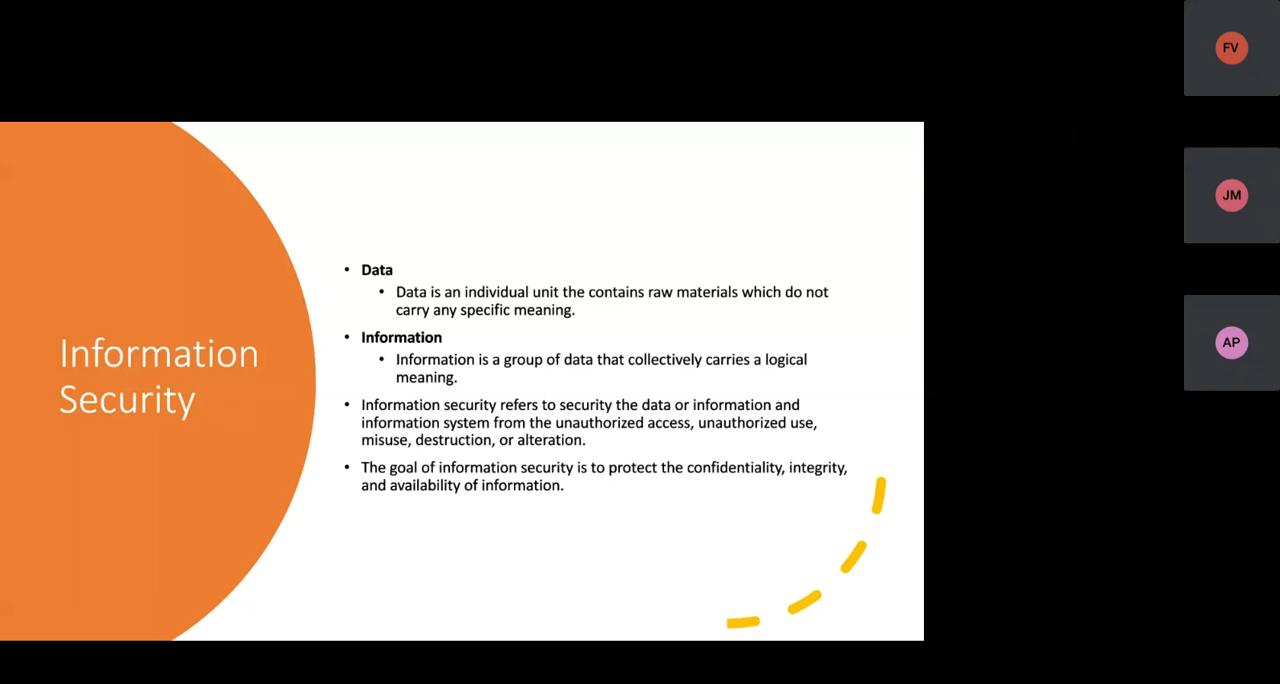 Information
Security
• Data
• Data is an individual unit the contains raw materials which do not
carry any specific meaning.
• Information
• Information is a group of data that collectively carries a logical
meaning.
• Information security refers to security the data or information and
information system from the unauthorized access, unauthorized use,
misuse, destruction, or alteration.
• The goal of information security is to protect the confidentiality, integrity,
and availability of information.
FV
JM
AP